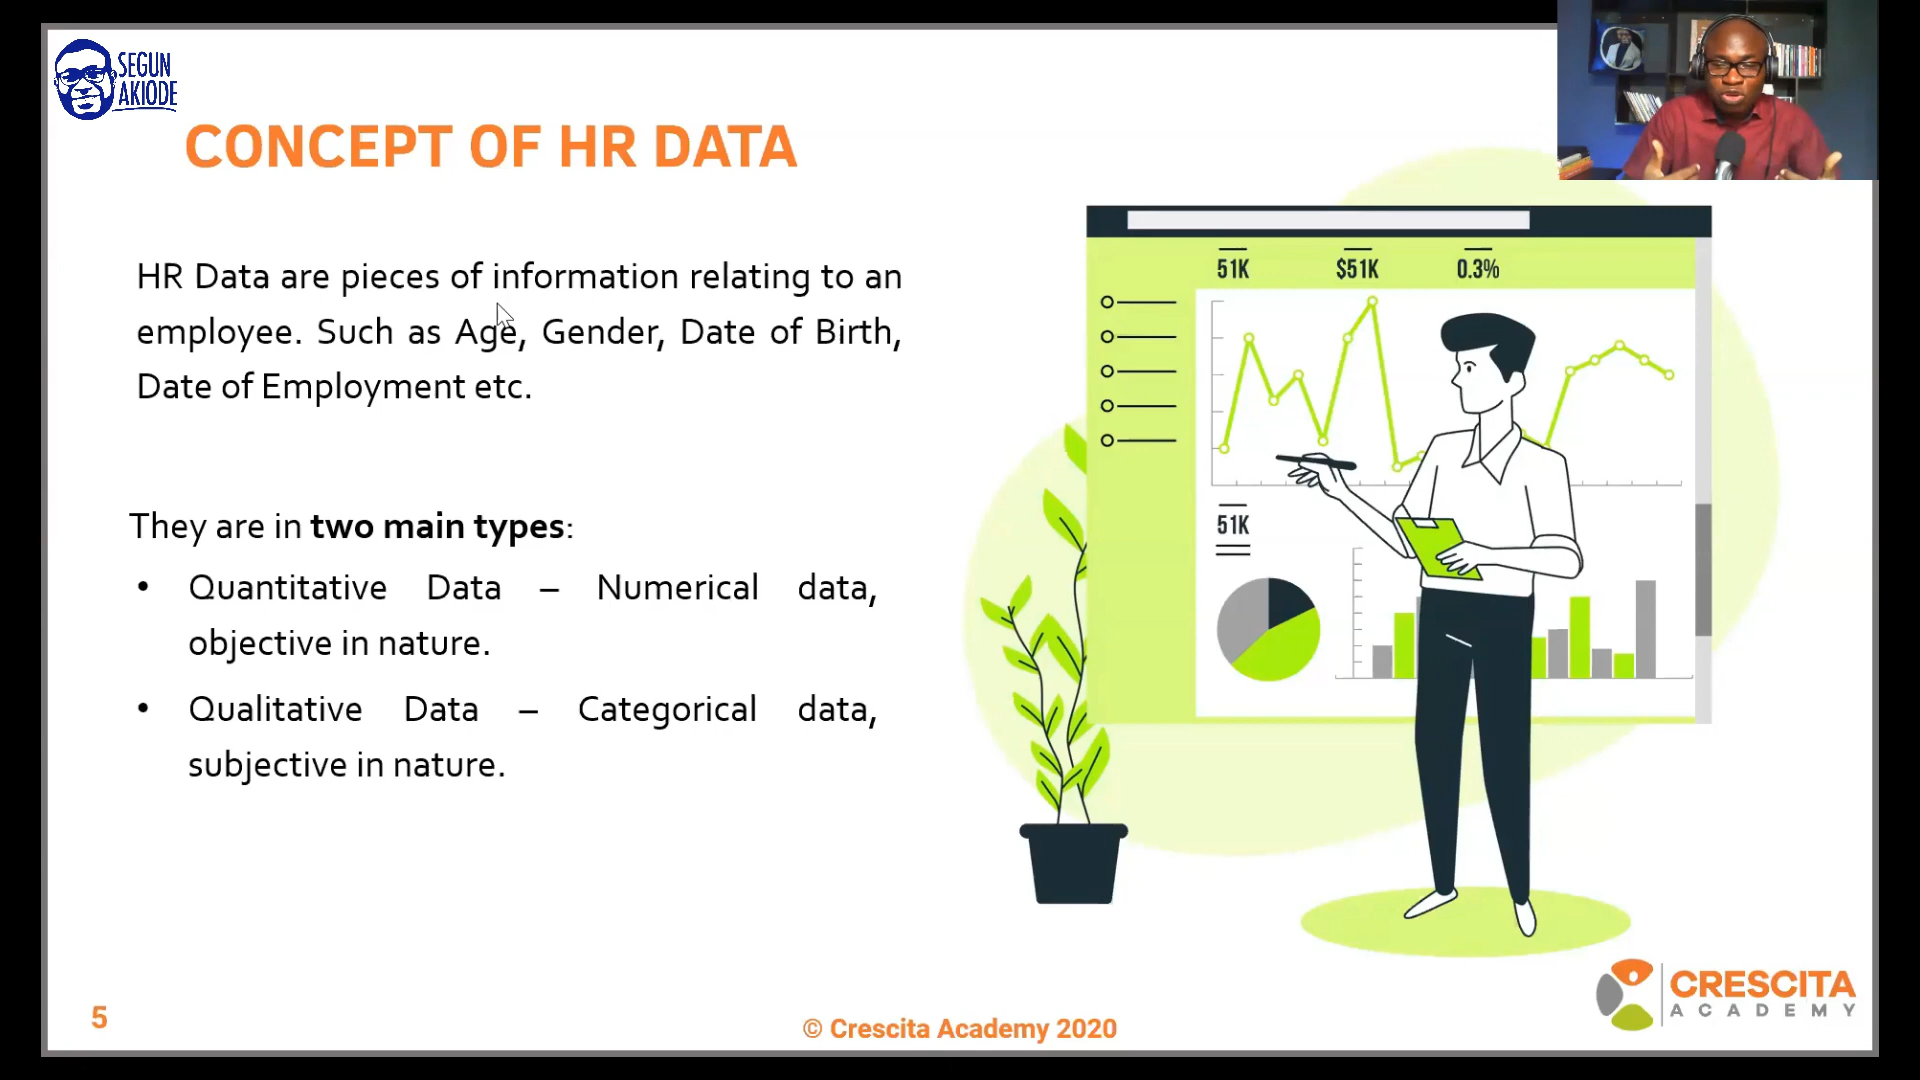 SEGUN
AKIODE
CONCEPT OF HR DATA
HR Data are pieces of information relating to an
employee. Such as Age, Gender, Date of Birth,
Date of Employment etc.
They are in two main types:
• Quantitative Data – Numerical data,
objective in nature.
• Qualitative Data – Categorical data,
subjective in nature.
51K $51K 0.3%
51K
5
© Crescita Academy 2020
CRESCITA
ACADEMY